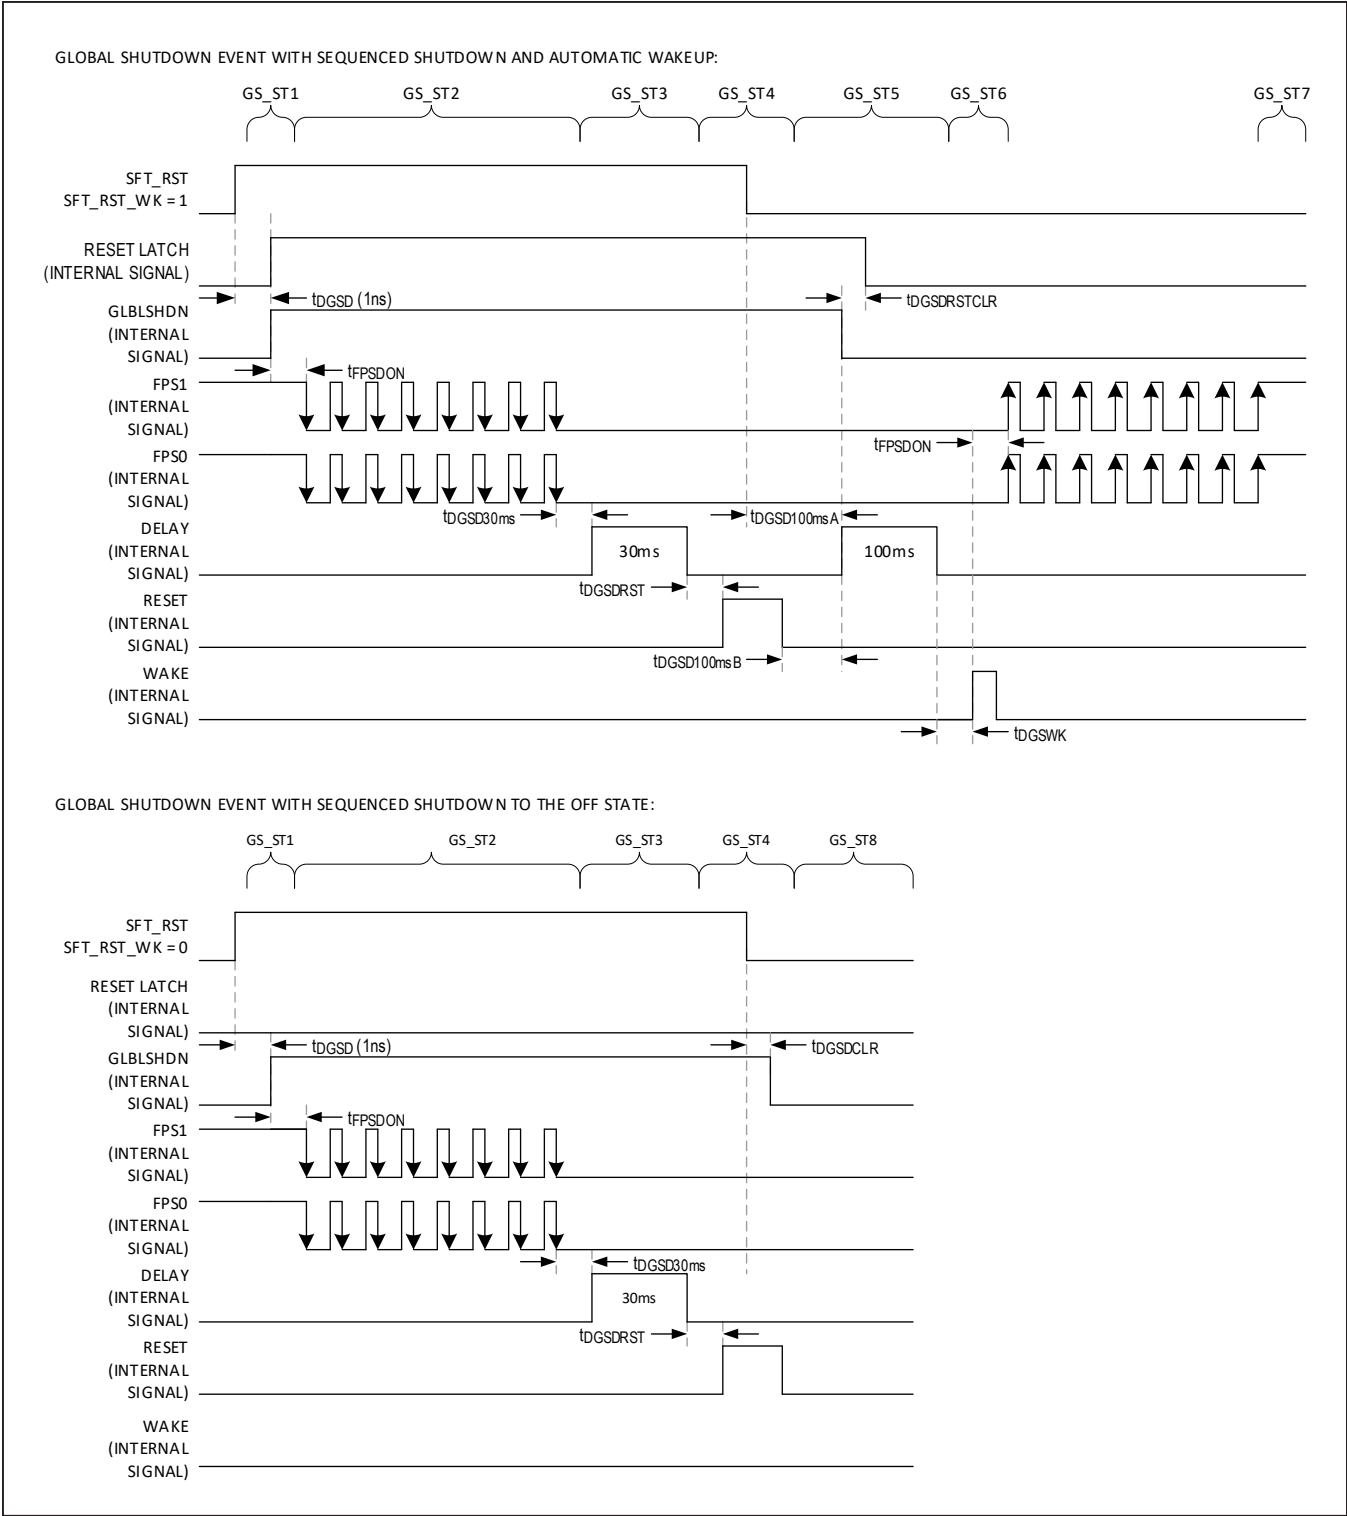 GLOBAL SHUTDOWN EVENT WITH SEQUENCED SHUTDOWN AND AUTOMATIC WAKEUP:
GS_ST1 GS_ST2 GS_ST3 GS_ST4 GS_ST5 GS_ST6 GS_ST7
SFT_RST
SFT_RST_WK = 1
RESET LATCH
(INTERNAL SIGNAL)
tDGSD (1ns) tDGSDRSTCLR
GLBLSHDN
(INTERNAL
SIGNAL)
tFPSDON
FPS1
(INTERNAL
SIGNAL)
tFPSDON
FPS0
(INTERNAL
SIGNAL)
tDGSD30ms tDGSD100msA
DELAY
(INTERNAL
SIGNAL)
30ms 100ms
tDGSDRST
RESET
(INTERNAL
SIGNAL)
tDGSD100msB
WAKE
(INTERNAL
SIGNAL)
tDGSWK
GLOBAL SHUTDOWN EVENT WITH SEQUENCED SHUTDOWN TO THE OFF STATE:
GS_ST1 GS_ST2 GS_ST3 GS_ST4 GS_ST8
SFT_RST
SFT_RST_WK = 0
RESET LATCH
(INTERNAL
SIGNAL)
tDGSD (1ns) tDGSDCLR
GLBLSHDN
(INTERNAL
SIGNAL)
tFPSDON
FPS1
(INTERNAL
SIGNAL)
FPS0
(INTERNAL
SIGNAL)
tDGSD30ms
DELAY
(INTERNAL
SIGNAL)
30ms
tDGSDRST
RESET
(INTERNAL
SIGNAL)
WAKE
(INTERNAL
SIGNAL)